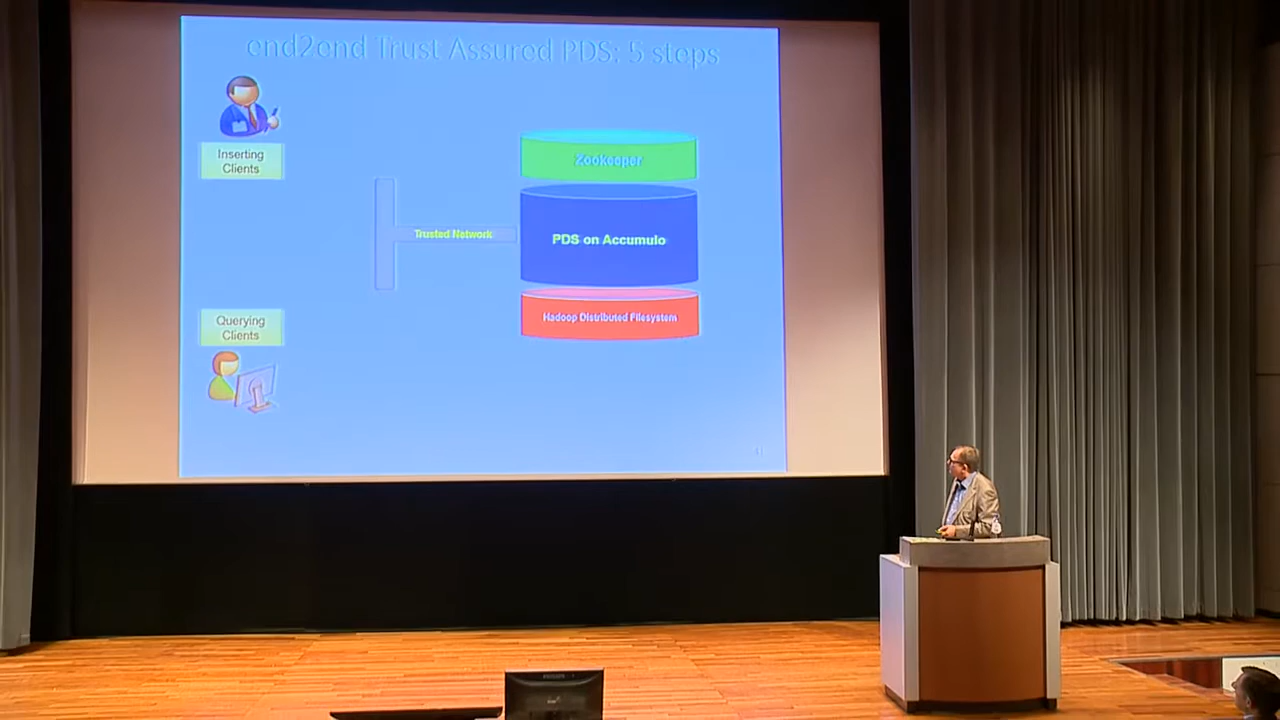 end2end Trust Assured PDS: 5 steps
Inserting
Clients
Zookeeper
Trusted Network
PDS on Accumulo
Hadoop Distributed Filesystem
Querying
Clients